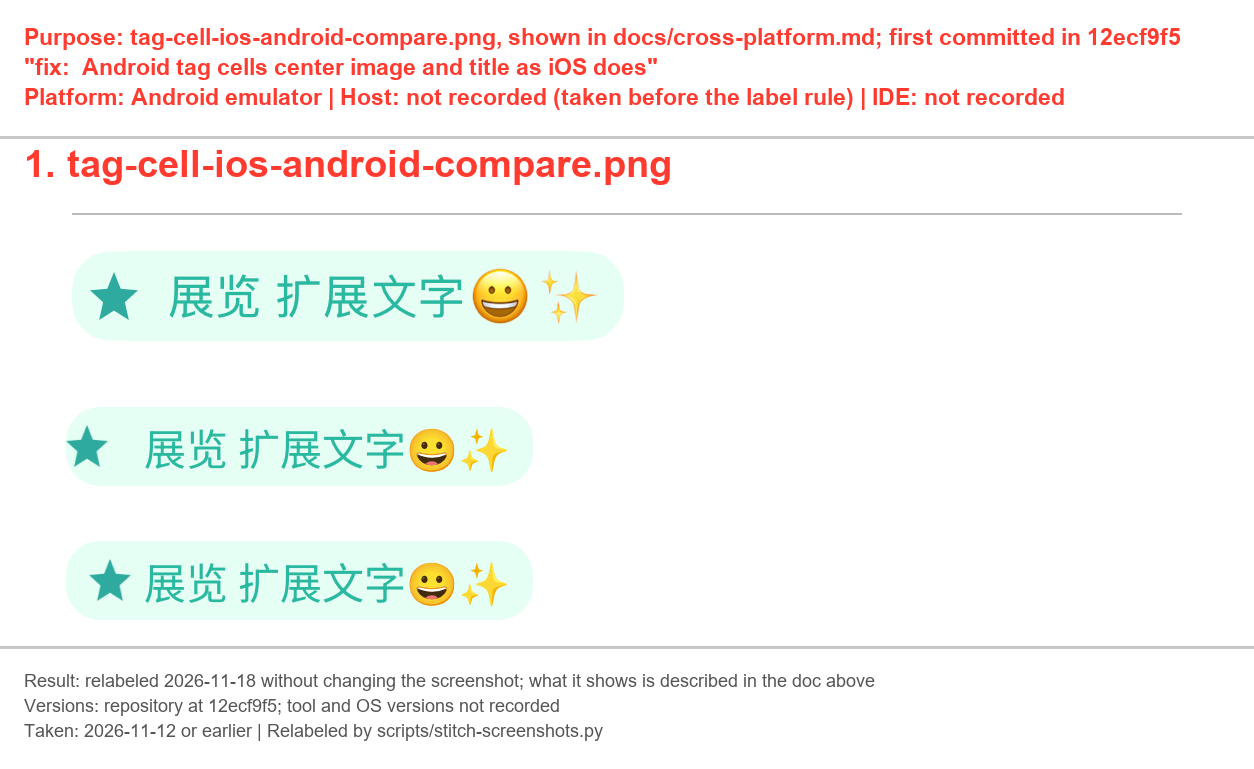 Purpose: tag-cell-ios-android-compare.png, shown in docs/cross-platform.md; first committed in 12ecf9f5
"fix:  Android tag cells center image and title as iOS does"
Platform: Android emulator | Host: not recorded (taken before the label rule) | IDE: not recorded
1. tag-cell-ios-android-compare.png
展览 扩展文字😀✨
展览 扩展文字😀✨
展览 扩展文字😀✨
Result: relabeled 2026-11-18 without changing the screenshot; what it shows is described in the doc above
Versions: repository at 12ecf9f5; tool and OS versions not recorded
Taken: 2026-11-12 or earlier | Relabeled by scripts/stitch-screenshots.py